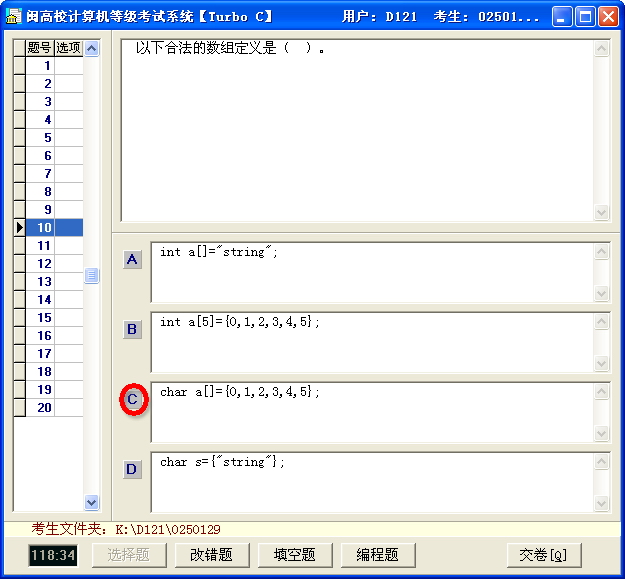 闽高校计算机等级考试系统【Turbo C】 用户: D121 考生: 02501...
题号 选项
1
2
3
4
5
6
7
8
9
10
11
12
13
14
15
16
17
18
19
20
以下合法的数组定义是（ ）。
A int a[]="string";
B int a[5]={0,1,2,3,4,5};
C char a[]={0,1,2,3,4,5};
D char s={"string"};
考生文件夹: K:\D121\0250129
118:34 选择题 改错题 填空题 编程题 交卷[Q]